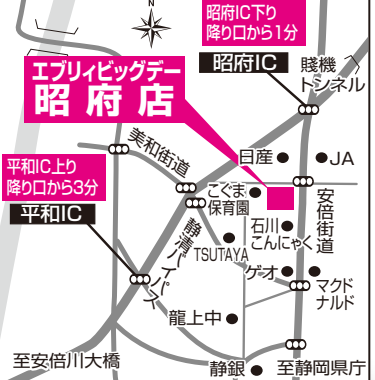 昭府IC下り
降り口から1分
昭府IC
賤機
トンネル
エブリィビッグデー
昭府店
美和街道
日産
JA
平和IC上り
降り口から3分
平和IC
こぐま
保育園
安倍街道
石川
こんにゃく
静清バイパス
TSUTAYA
ゲオ
マクド
ナルド
龍上中
至安倍川大橋
静銀
至静岡県庁